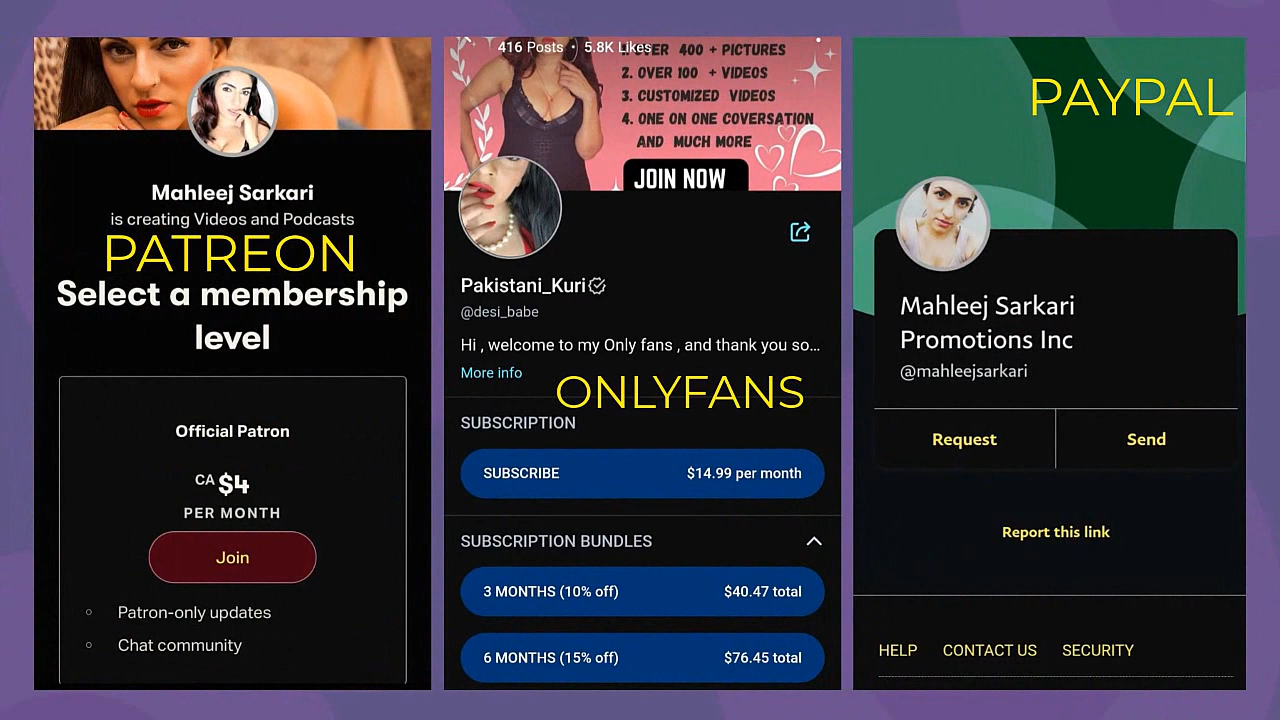 Mahleej Sarkari
is creating Videos and Podcasts
PATREON
Select a membership
level
Official Patron
CA $4
PER MONTH
Join
Patron-only updates
Chat community
416 Posts • 5.8K Likes
OVER 400 + PICTURES
2. OVER 100 + VIDEOS
3. CUSTOMIZED VIDEOS
4. ONE ON ONE COVERSATION
AND MUCH MORE
JOIN NOW
Pakistani_Kuri
@desi_babe
Hi , welcome to my Only fans , and thank you so...
More info
ONLYFANS
SUBSCRIPTION
SUBSCRIBE $14.99 per month
SUBSCRIPTION BUNDLES
3 MONTHS (10% off) $40.47 total
6 MONTHS (15% off) $76.45 total
PAYPAL
Mahleej Sarkari
Promotions Inc
@mahleejsarkari
Request Send
Report this link
HELP CONTACT US SECURITY